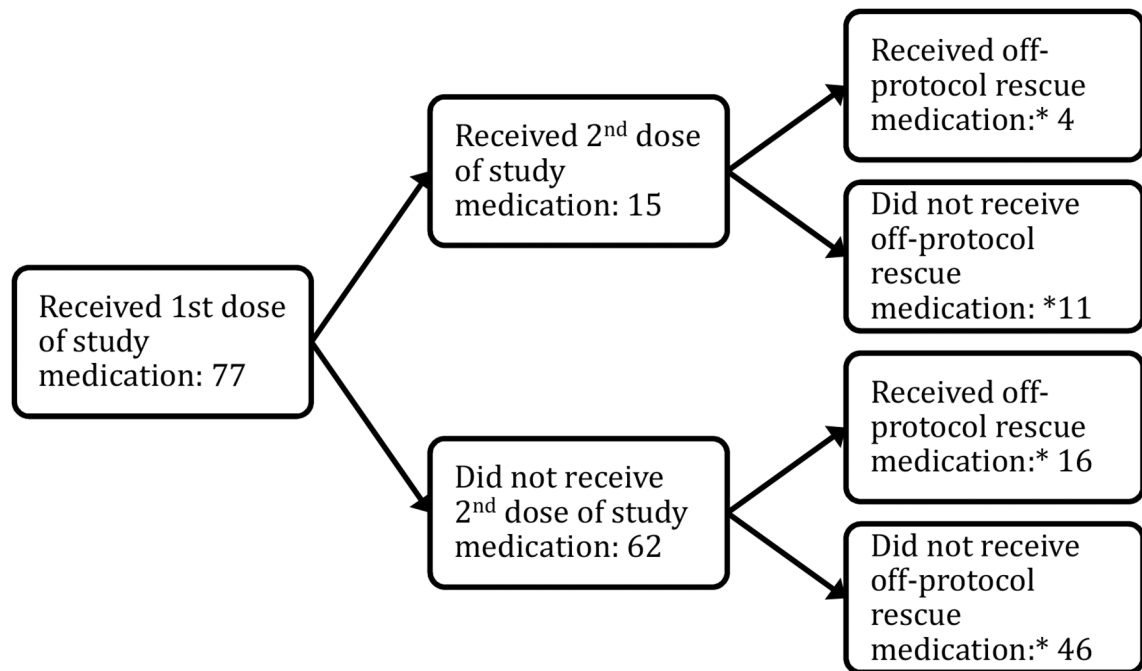 Received 1st dose
of study
medication: 77
Received 2nd dose
of study
medication: 15
Did not receive
2nd dose of study
medication: 62
Received off-
protocol rescue
medication:* 4
Did not receive
off-protocol
rescue
medication: *11
Received off-
protocol rescue
medication:* 16
Did not receive
off-protocol
rescue
medication:* 46